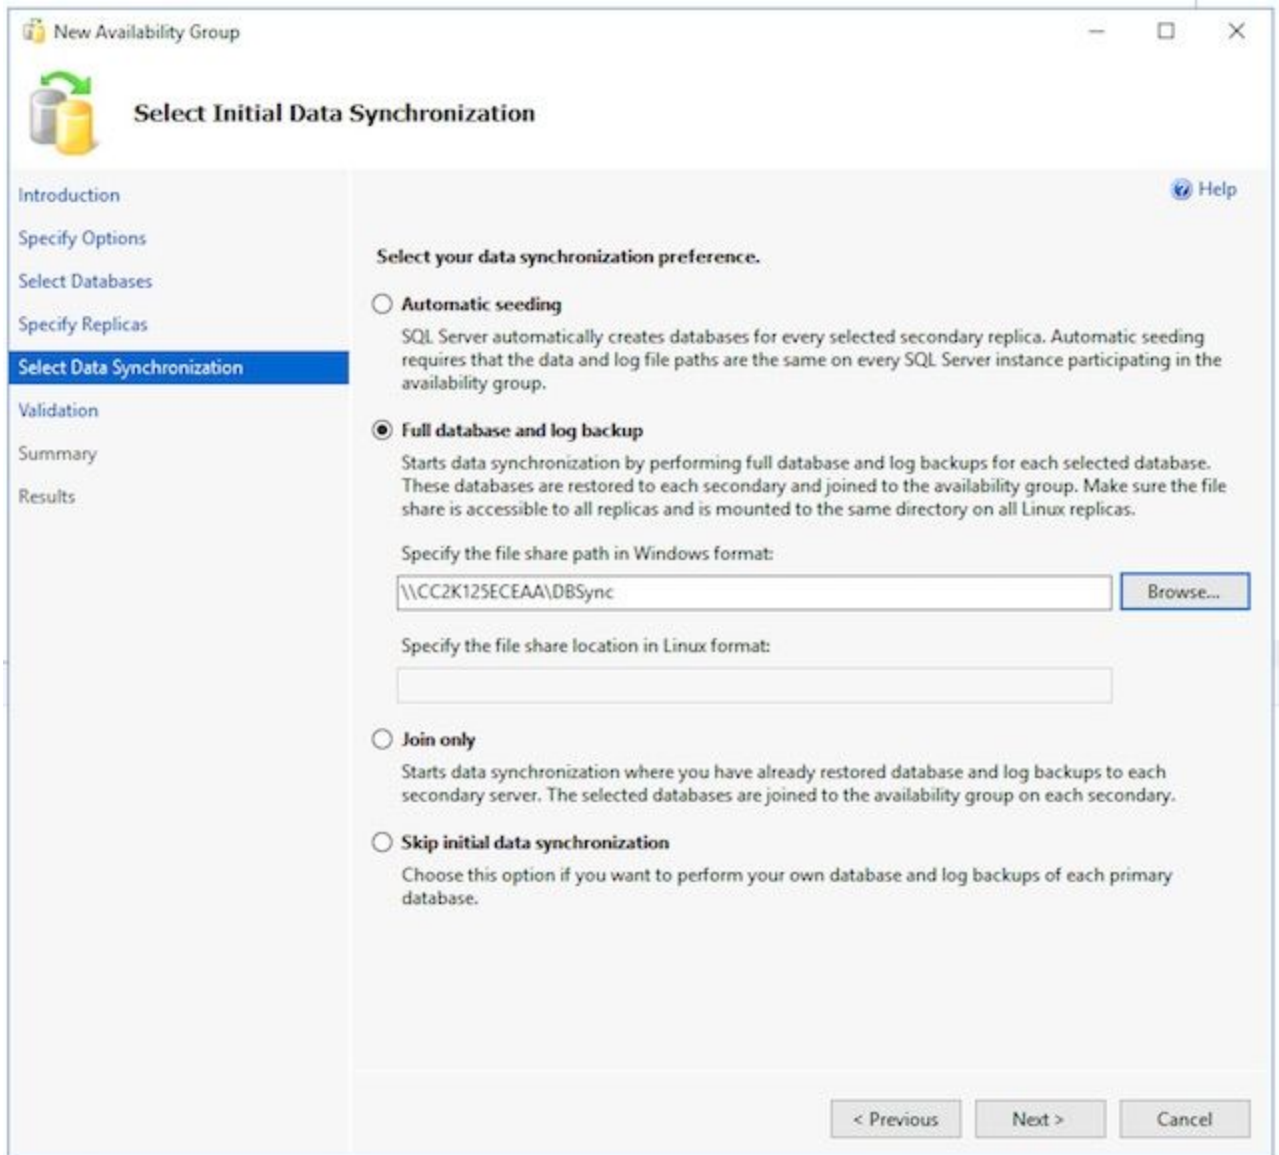 New Availability Group
Select Initial Data Synchronization
Introduction
Specify Options
Select Databases
Specify Replicas
Select Data Synchronization
Validation
Summary
Results
Help
Select your data synchronization preference.
Automatic seeding
SQL Server automatically creates databases for every selected secondary replica. Automatic seeding
requires that the data and log file paths are the same on every SQL Server instance participating in the
availability group.
Full database and log backup
Starts data synchronization by performing full database and log backups for each selected database.
These databases are restored to each secondary and joined to the availability group. Make sure the file
share is accessible to all replicas and is mounted to the same directory on all Linux replicas.
Specify the file share path in Windows format:
\\CC2K125ECEAA\DBSync
Browse...
Specify the file share location in Linux format:
Join only
Starts data synchronization where you have already restored database and log backups to each
secondary server. The selected databases are joined to the availability group on each secondary.
Skip initial data synchronization
Choose this option if you want to perform your own database and log backups of each primary
database.
< Previous
Next >
Cancel